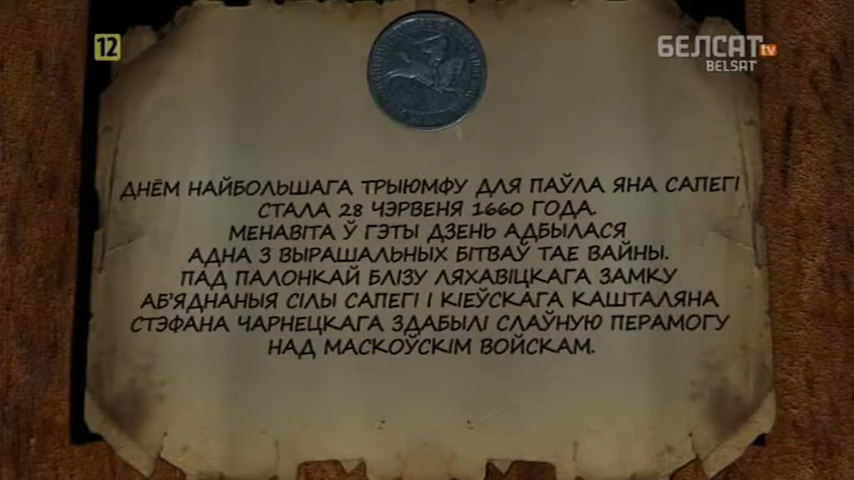 12
БЕЛСАТ tv
BELSAT
ДНЁМ НАЙБОЛЬШАГА ТРЫЮМФУ ДЛЯ ПАЎЛА ЯНА САПЕГІ
СТАЛА 28 ЧЭРВЕНЯ 1660 ГОДА.
МЕНАВІТА Ў ГЭТЫ ДЗЕНЬ АДБЫЛАСЯ
АДНА З ВЫРАШАЛЬНЫХ БІТВАЎ ТАЕ ВАЙНЫ.
ПАД ПАЛОНКАЙ БЛІЗУ ЛЯХАВІЦКАГА ЗАМКУ
АБ'ЯДНАНЫЯ СІЛЫ САПЕГІ І КІЕЎСКАГА КАШТАЛЯНА
СТЭФАНА ЧАРНЕЦКАГА ЗДАБЫЛІ СЛАЎНУЮ ПЕРАМОГУ
НАД МАСКОЎСКІМ ВОЙСКАМ.